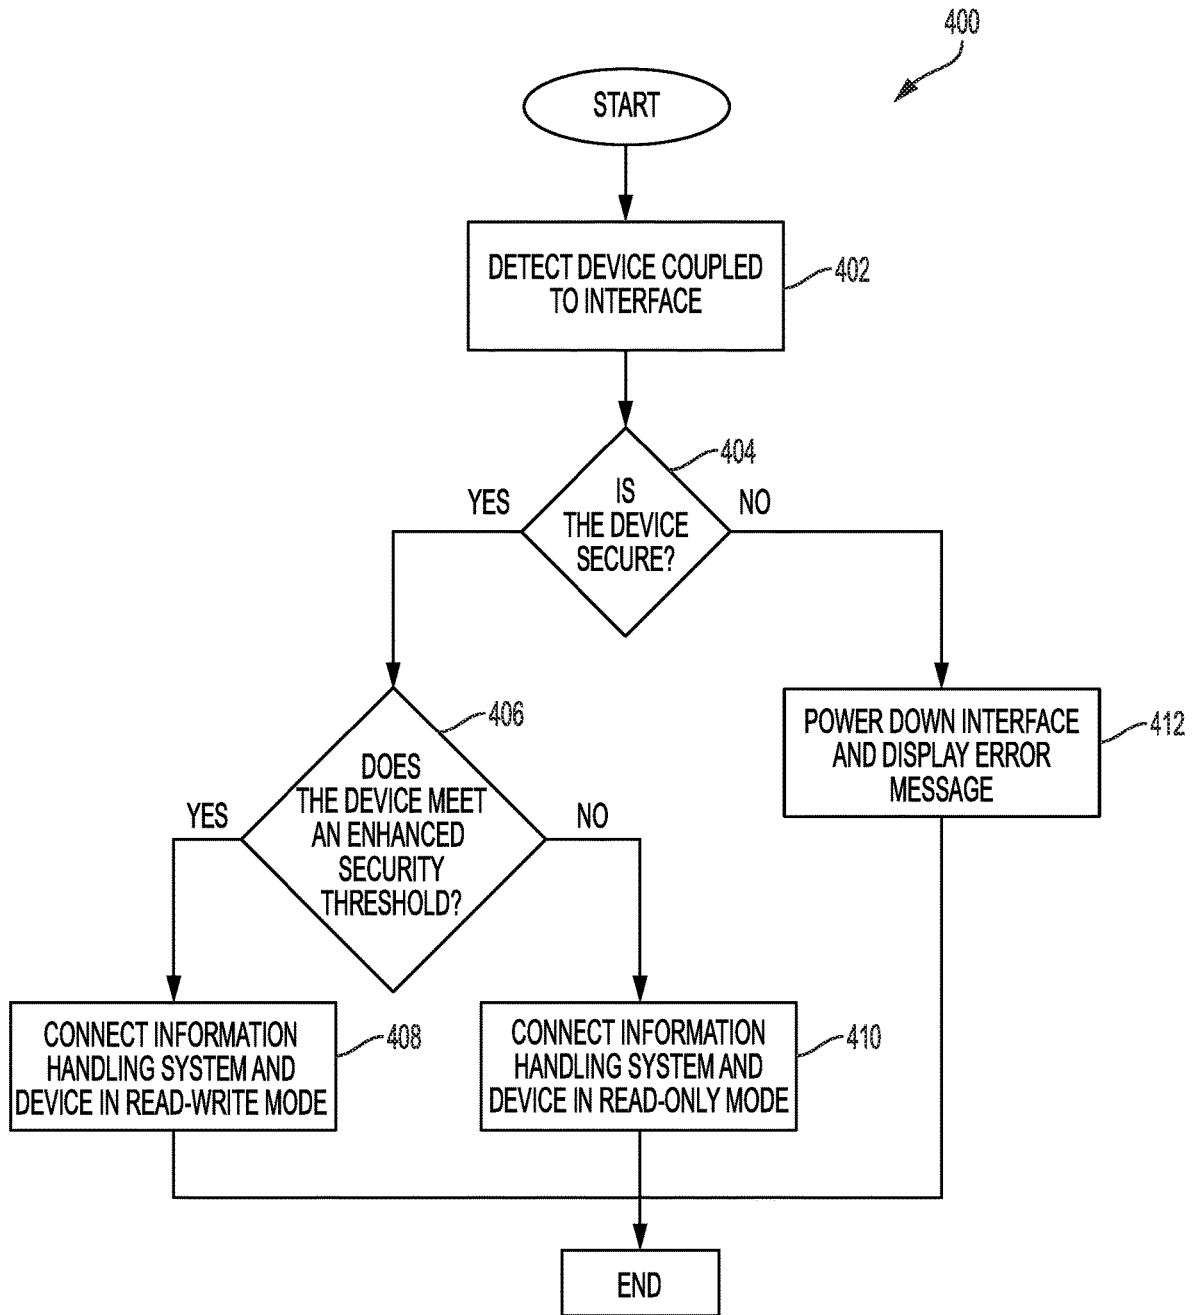 400
START
DETECT DEVICE COUPLED
TO INTERFACE
402
404
YES
IS
THE DEVICE
SECURE?
NO
406
DOES
THE DEVICE MEET
AN ENHANCED
SECURITY
THRESHOLD?
YES
NO
POWER DOWN INTERFACE
AND DISPLAY ERROR
MESSAGE
412
CONNECT INFORMATION
HANDLING SYSTEM AND
DEVICE IN READ-WRITE MODE
408
CONNECT INFORMATION
HANDLING SYSTEM AND
DEVICE IN READ-ONLY MODE
410
END